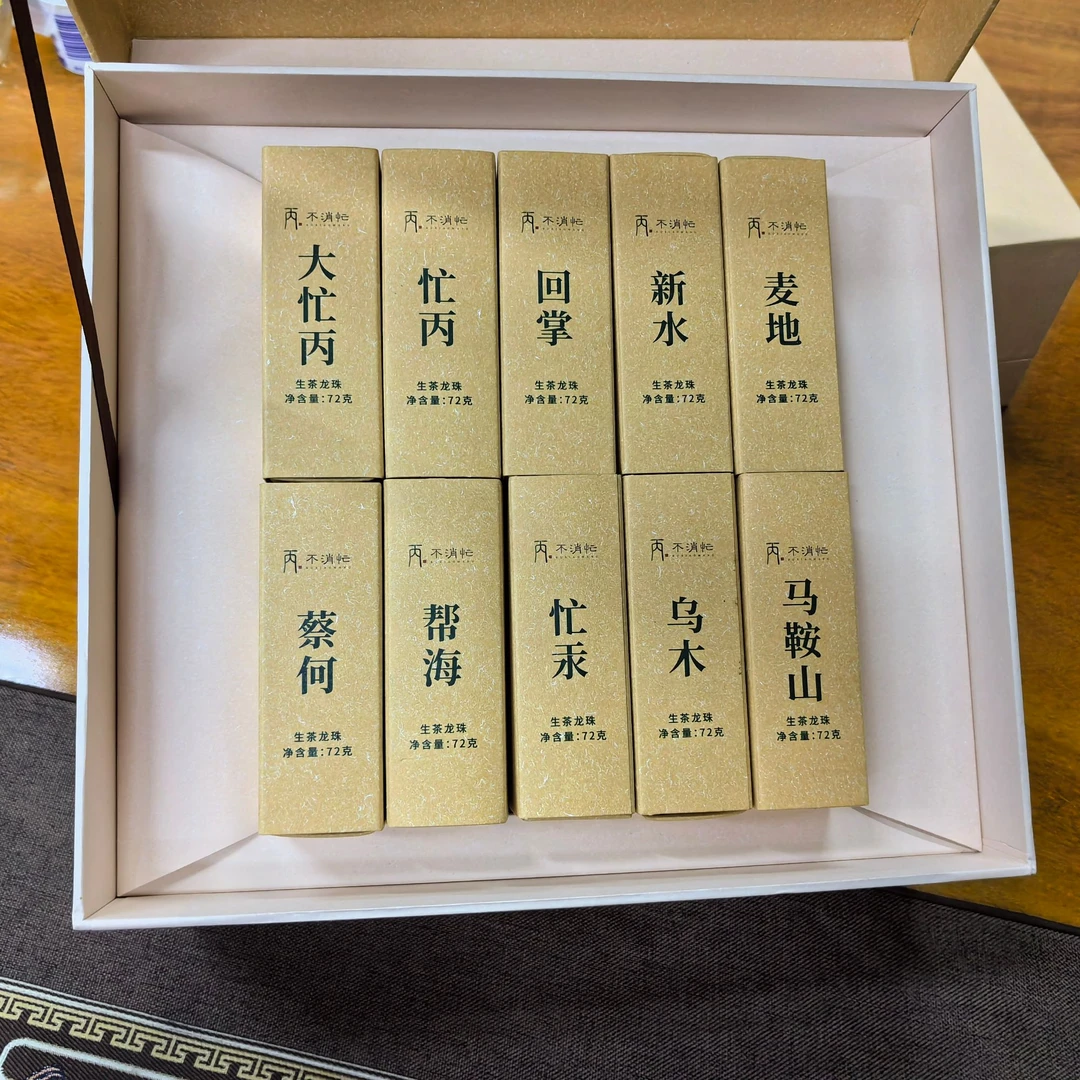 丙 不消忙
大忙丙
生茶龙珠
净含量:72克
丙 不消忙
忙丙
生茶龙珠
净含量:72克
丙 不消忙
回掌
生茶龙珠
净含量:72克
丙 不消忙
新水
生茶龙珠
净含量:72克
丙 不消忙
麦地
生茶龙珠
净含量:72克
丙 不消忙
蔡何
生茶龙珠
净含量:72克
丙 不消忙
帮海
生茶龙珠
净含量:72克
丙 不消忙
忙汞
生茶龙珠
净含量:72克
丙 不消忙
乌木
生茶龙珠
净含量:72克
丙 不消忙
马鞍山
生茶龙珠
净含量:72克